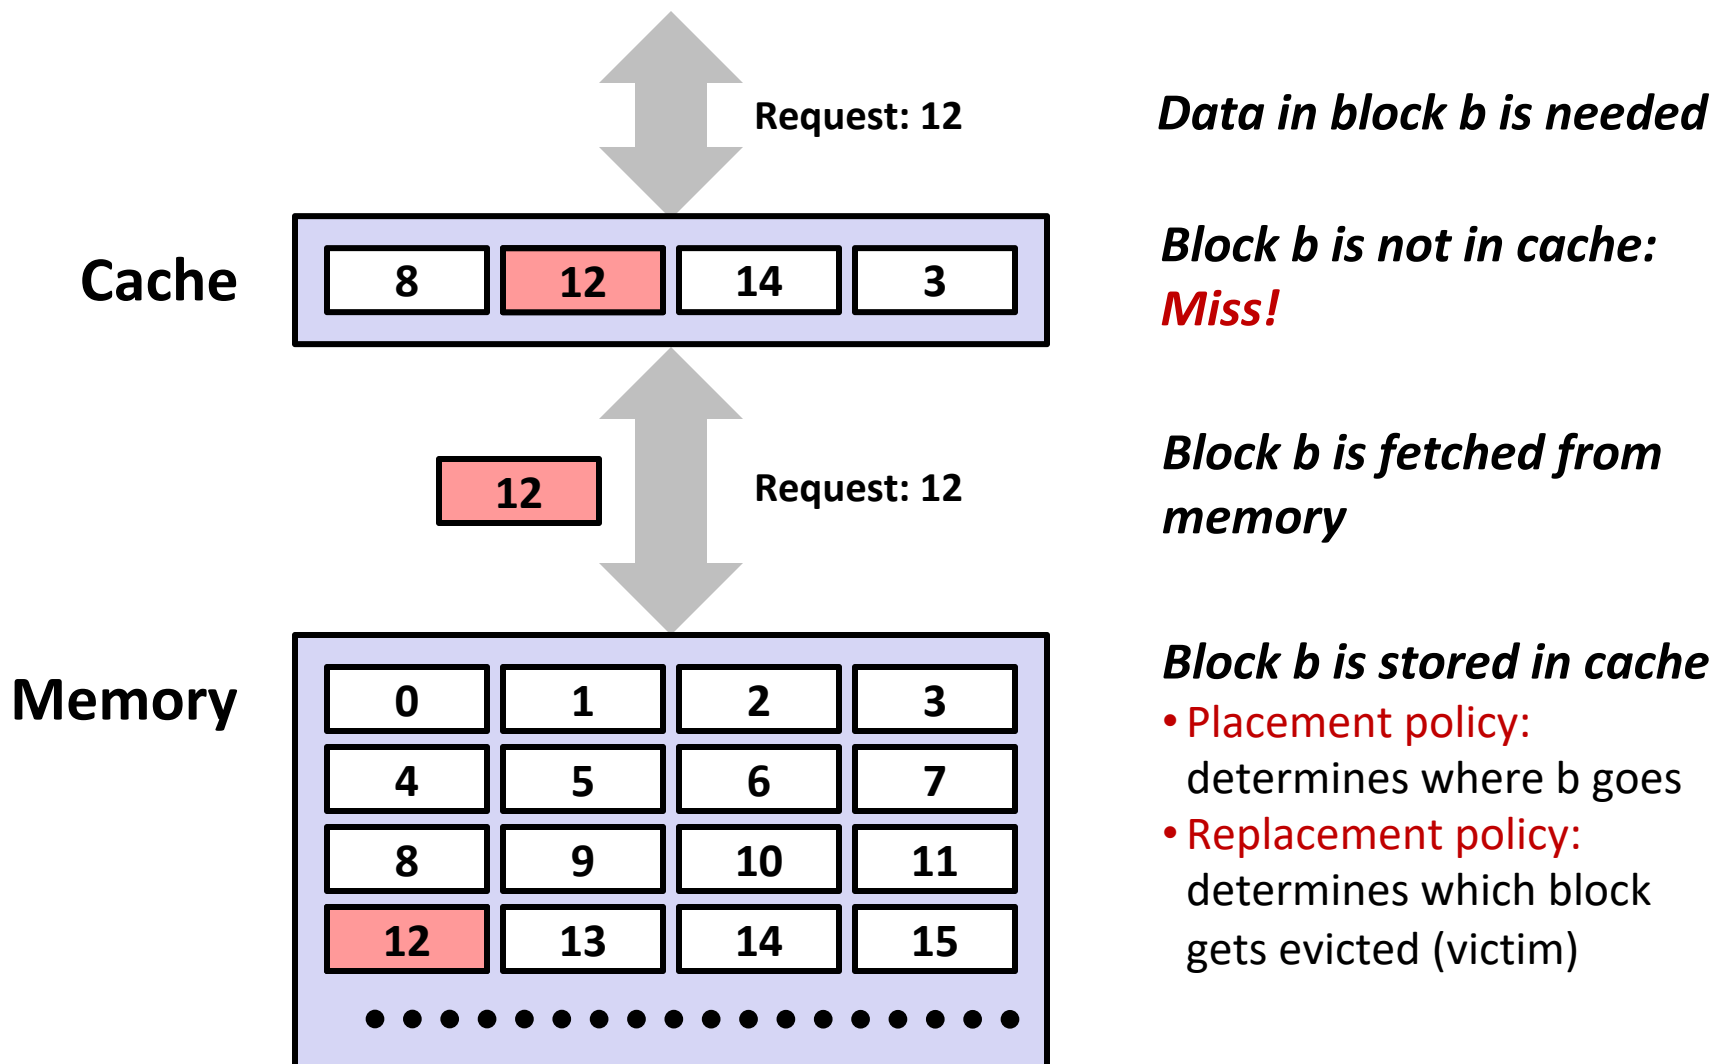 Request: 12
Data in block b is needed
Cache
8 12 14 3
Block b is not in cache:
Miss!
12
Request: 12
Block b is fetched from
memory
Memory
0 1 2 3
4 5 6 7
8 9 10 11
12 13 14 15
Block b is stored in cache
• Placement policy:
determines where b goes
• Replacement policy:
determines which block
gets evicted (victim)